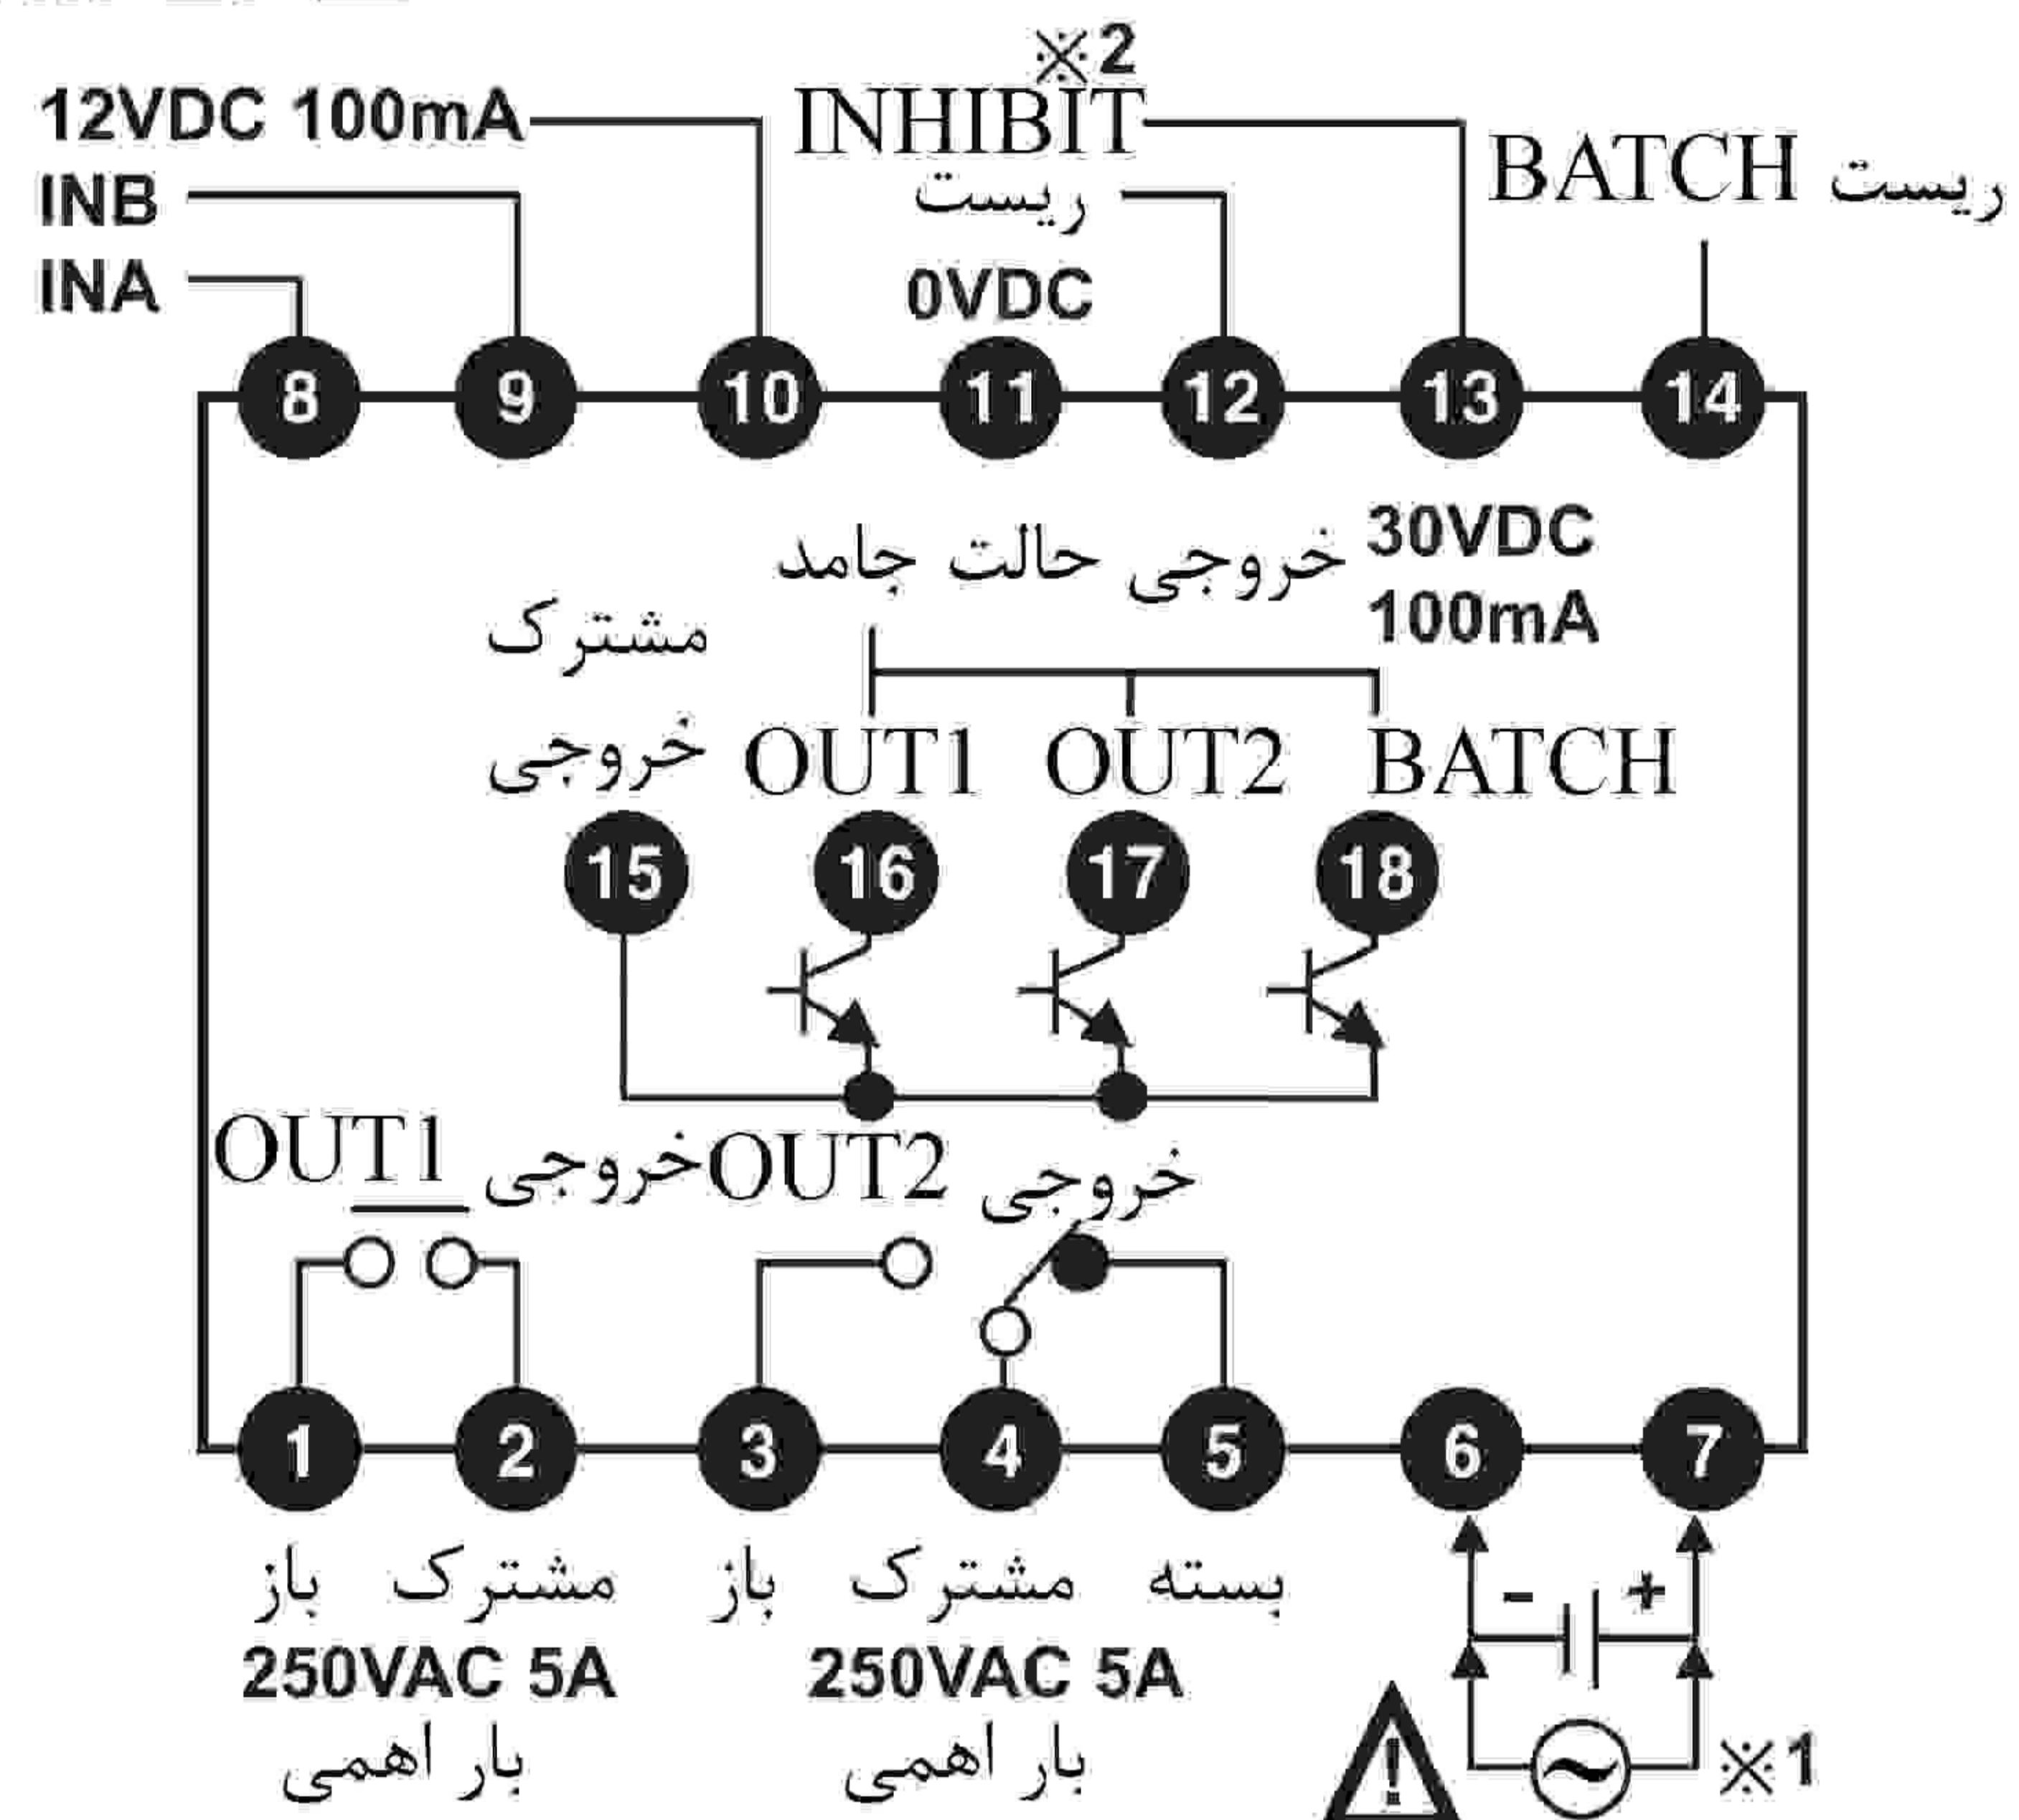 ※2
12VDC 100mA
INHIBIT
BATCH ریست
INB
ریست
INA
0VDC
8 9 10 11 12 13 14
خروجی حالت جامد 30VDC
100mA
مشترک
خروجی OUT1 OUT2 BATCH
15 16 17 18
OUT1 خروجی OUT2 خروجی
1 2 3 4 5 6 7
باز مشترک باز مشترک بسته
- +
250VAC 5A 250VAC 5A
بار اهمی بار اهمی
! ~ ※1